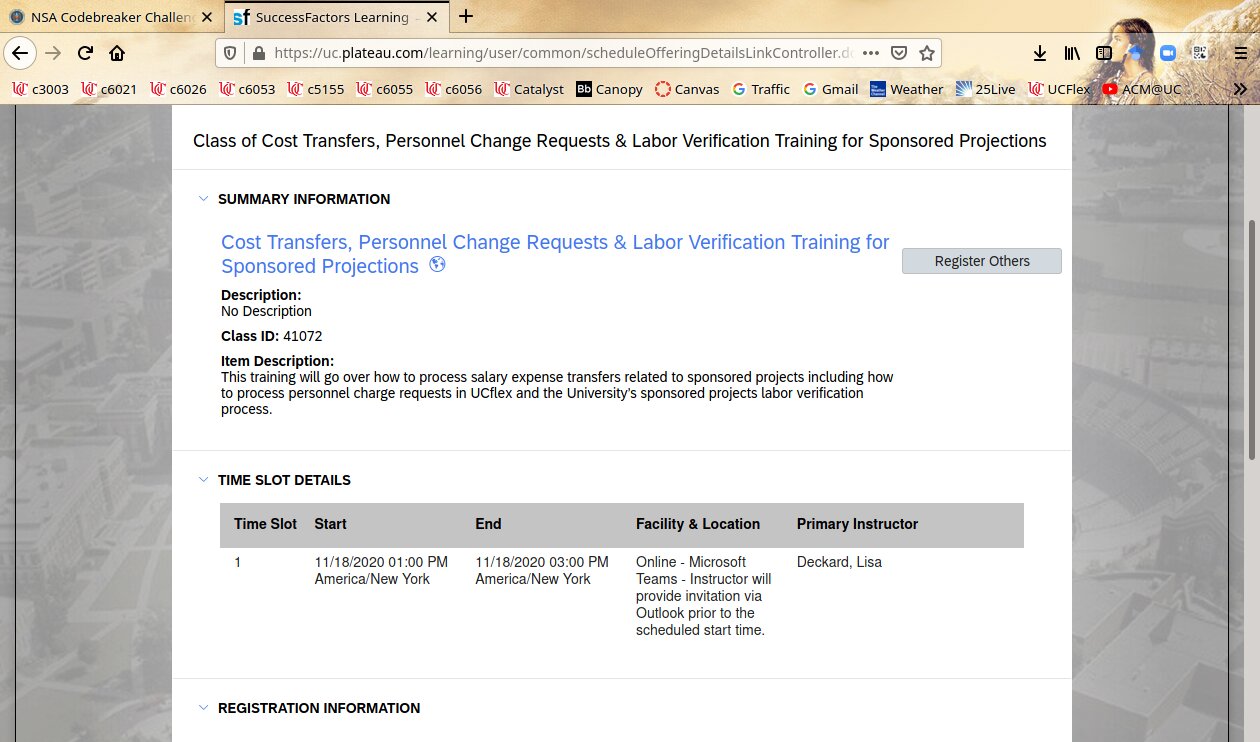 NSA Codebreaker Challen
SuccessFactors Learning -
https://uc.plateau.com/learning/user/common/scheduleOfferingDetailsLinkController.do
c3003 c6021 c6026 c6053 c5155 c6055 c6056 Catalyst Bb Canopy Canvas Traffic Gmail Weather 25Live UCFlex ACM@UC
Class of Cost Transfers, Personnel Change Requests & Labor Verification Training for Sponsored Projections
SUMMARY INFORMATION
Cost Transfers, Personnel Change Requests & Labor Verification Training for
Sponsored Projections
Register Others
Description:
No Description
Class ID: 41072
Item Description:
This training will go over how to process salary expense transfers related to sponsored projects including how
to process personnel charge requests in UCflex and the University's sponsored projects labor verification
process.
TIME SLOT DETAILS
Time Slot Start End Facility & Location Primary Instructor
1 11/18/2020 01:00 PM 11/18/2020 03:00 PM Online - Microsoft Deckard, Lisa
America/New York America/New York Teams - Instructor will
provide invitation via
Outlook prior to the
scheduled start time.
REGISTRATION INFORMATION